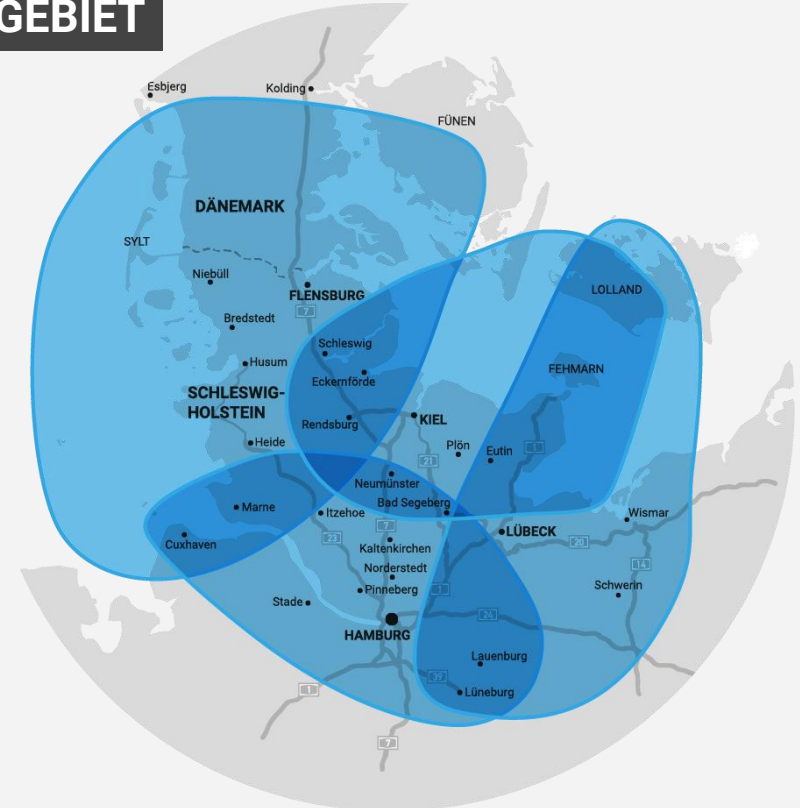 GEBIET
Esbjerg
Kolding
FÜNEN
DÄNEMARK
SYLT
Niebüll
FLENSBURG
7
LOLLAND
Bredstedt
Schleswig
Husum
FEHMARN
Eckernförde
SCHLESWIG-
HOLSTEIN
Rendsburg
KIEL
Heide
Plön
Eutin
1
21
Neumünster
Bad Segeberg
Marne
Itzehoe
Wismar
7
LÜBECK
23
20
Cuxhaven
Kaltenkirchen
14
Norderstedt
Pinneberg
1
Schwerin
Stade
24
HAMBURG
Lauenburg
39
1
Lüneburg
7